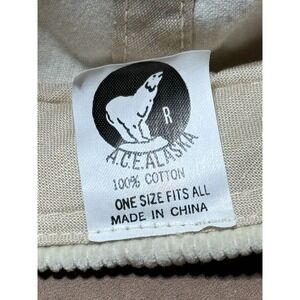 R
A.C.E. ALASKA
100% COTTON
ONE SIZE FITS ALL
MADE IN CHINA